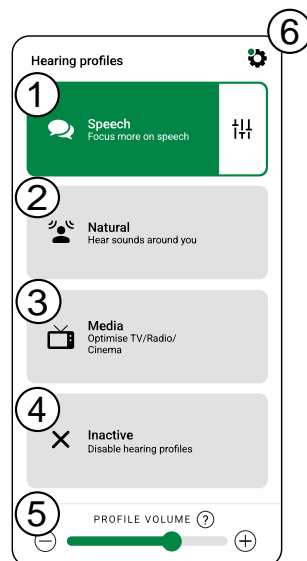 6
Hearing profiles
1
Speech
Focus more on speech
2
Natural
Hear sounds around you
3
Media
Optimise TV/Radio/
Cinema
4
Inactive
Disable hearing profiles
5
PROFILE VOLUME ?